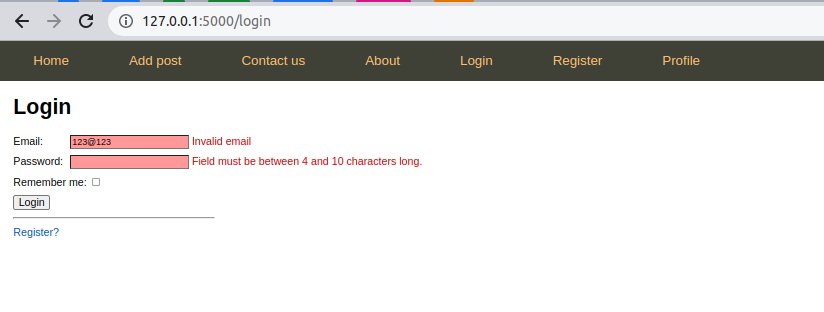 127.0.0.1:5000/login
Home Add post Contact us About Login Register Profile
Login
Email: 123@123 Invalid email
Password: Field must be between 4 and 10 characters long.
Remember me:
Login
Register?